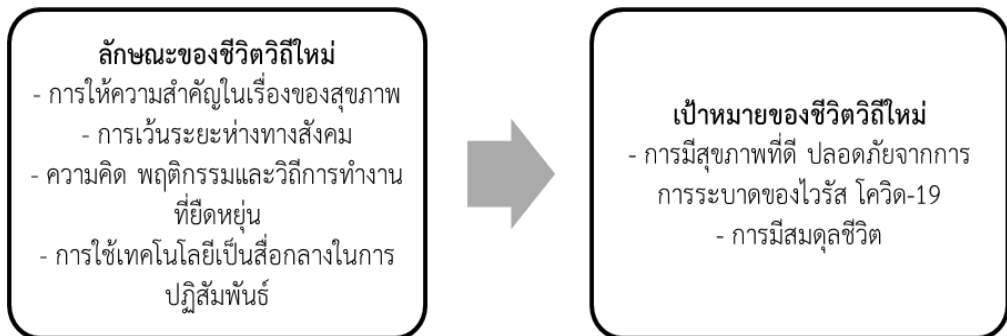 ลักษณะของชีวิตวิถีใหม่
- การให้ความสำคัญในเรื่องของสุขภาพ
- การเว้นระยะห่างทางสังคม
- ความคิด พฤติกรรมและวิถีการทำงาน
ที่ยืดหยุ่น
- การใช้เทคโนโลยีเป็นสื่อกลางในการ
ปฏิสัมพันธ์
เป้าหมายของชีวิตวิถีใหม่
- การมีสุขภาพที่ดี ปลอดภัยจากการ
การระบาดของไวรัส โควิด-19
- การมีสมดุลชีวิต